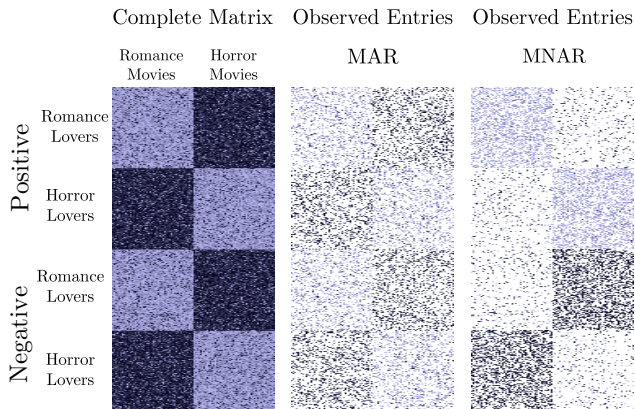 Complete Matrix
Observed Entries
Observed Entries
Romance
Movies
Horror
Movies
MAR
MNAR
Positive
Romance
Lovers
Horror
Lovers
Negative
Romance
Lovers
Horror
Lovers